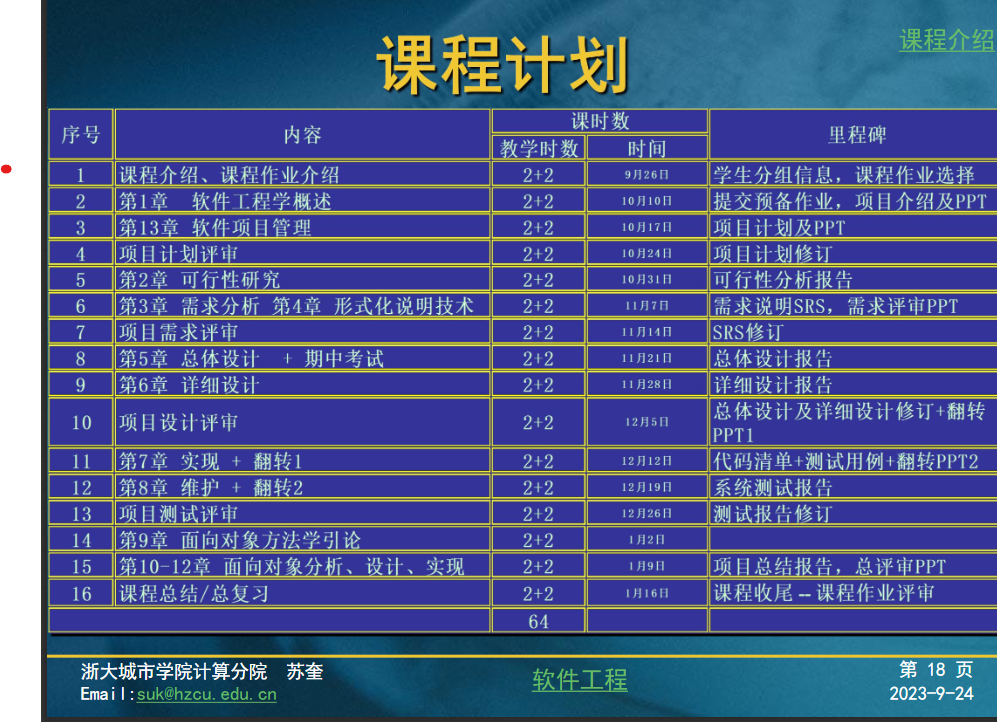 课程介绍
课程计划
序号 内容 课时数 里程碑
教学时数 时间
1 课程介绍、课程作业介绍 2+2 9月26日 学生分组信息，课程作业选择
2 第1章 软件工程学概述 2+2 10月10日 提交预备作业，项目介绍及PPT
3 第13章 软件项目管理 2+2 10月17日 项目计划及PPT
4 项目计划评审 2+2 10月24日 项目计划修订
5 第2章 可行性研究 2+2 10月31日 可行性分析报告
6 第3章 需求分析 第4章 形式化说明技术 2+2 11月7日 需求说明SRS，需求评审PPT
7 项目需求评审 2+2 11月14日 SRS修订
8 第5章 总体设计 + 期中考试 2+2 11月21日 总体设计报告
9 第6章 详细设计 2+2 11月28日 详细设计报告
10 项目设计评审 2+2 12月5日 总体设计及详细设计修订+翻转
PPT1
11 第7章 实现 + 翻转1 2+2 12月12日 代码清单+测试用例+翻转PPT2
12 第8章 维护 + 翻转2 2+2 12月19日 系统测试报告
13 项目测试评审 2+2 12月26日 测试报告修订
14 第9章 面向对象方法学引论 2+2 1月2日
15 第10-12章 面向对象分析、设计、实现 2+2 1月9日 项目总结报告，总评审PPT
16 课程总结/总复习 2+2 1月16日 课程收尾--课程作业评审
64
浙大城市学院计算分院 苏奎
Email:suk@hzcu.edu.cn
软件工程
第 18 页
2023-9-24